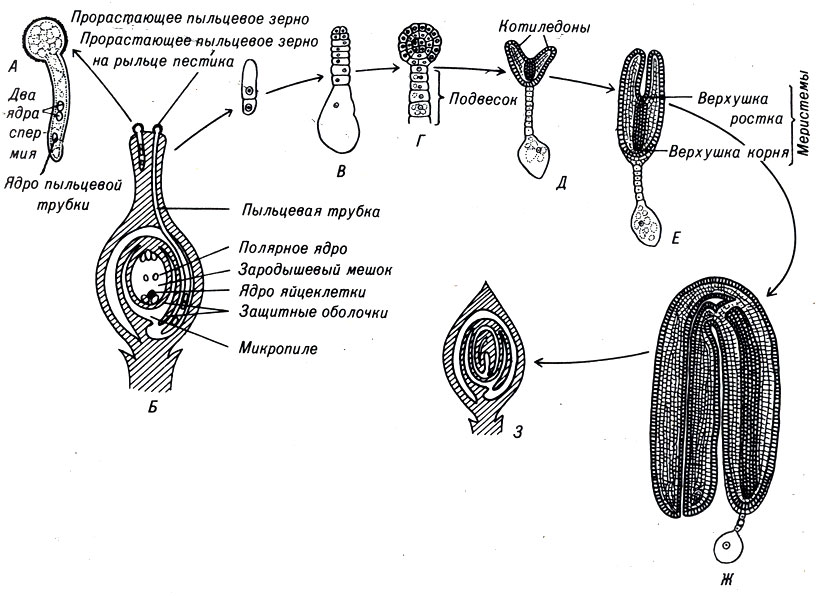 Прорастающее пыльцевое зерно
Прорастающее пыльцевое зерно
на рыльце пестика
А
Два
ядра
спер-
мия
Ядро пыльцевой
трубки
Пыльцевая трубка
Полярное ядро
Зародышевый мешок
Ядро яйцеклетки
Защитные оболочки
Микропиле
Б
В
Подвесок
Г
Котиледоны
Д
Верхушка
ростка
Верхушка корня
Меристемы
Е
Ж
З